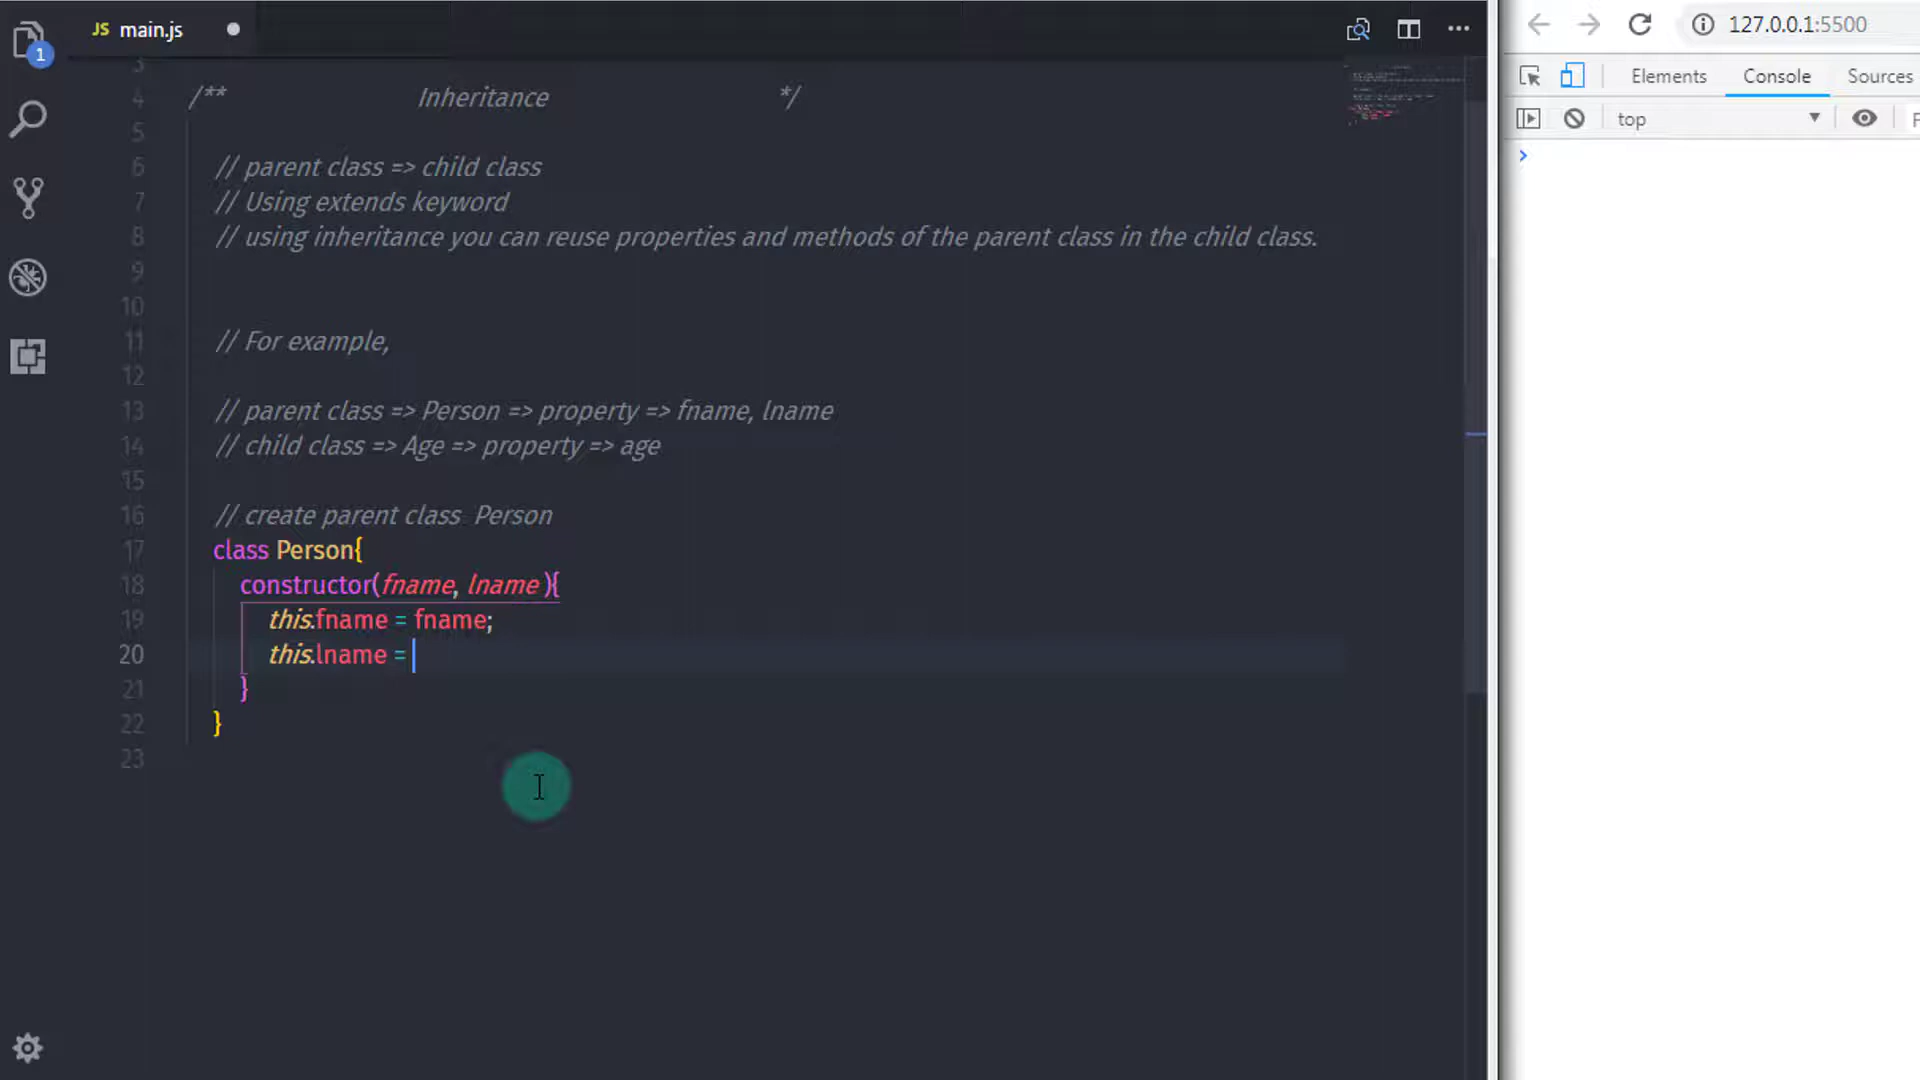 JS main.js
127.0.0.1:5500
1
Elements Console Sources
top
3
4 /** Inheritance */
5
6 // parent class => child class
7 // Using extends keyword
8 // using inheritance you can reuse properties and methods of the parent class in the child class.
9
10
11 // For example,
12
13 // parent class => Person => property => fname, lname
14 // child class => Age => property => age
15
16 // create parent class  Person
17 class Person{
18 constructor(fname, lname ){
19 this.fname = fname;
20 this.lname =
21 }
22 }
23